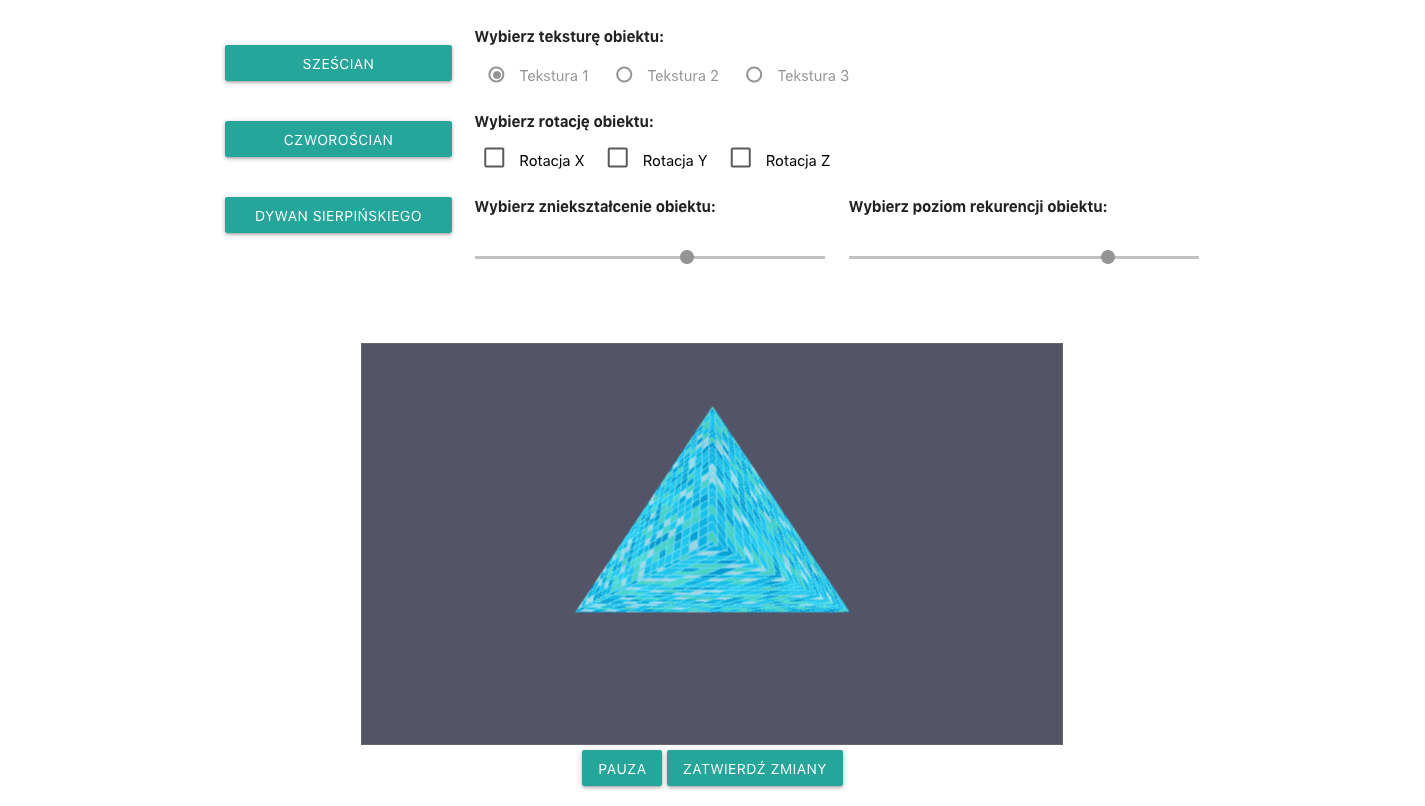 SZEŚCIAN
CZWOROŚCIAN
DYWAN SIERPIŃSKIEGO
Wybierz teksturę obiektu:
Tekstura 1 Tekstura 2 Tekstura 3
Wybierz rotację obiektu:
Rotacja X Rotacja Y Rotacja Z
Wybierz zniekształcenie obiektu:
Wybierz poziom rekurencji obiektu:
PAUZA
ZATWIERDŹ ZMIANY